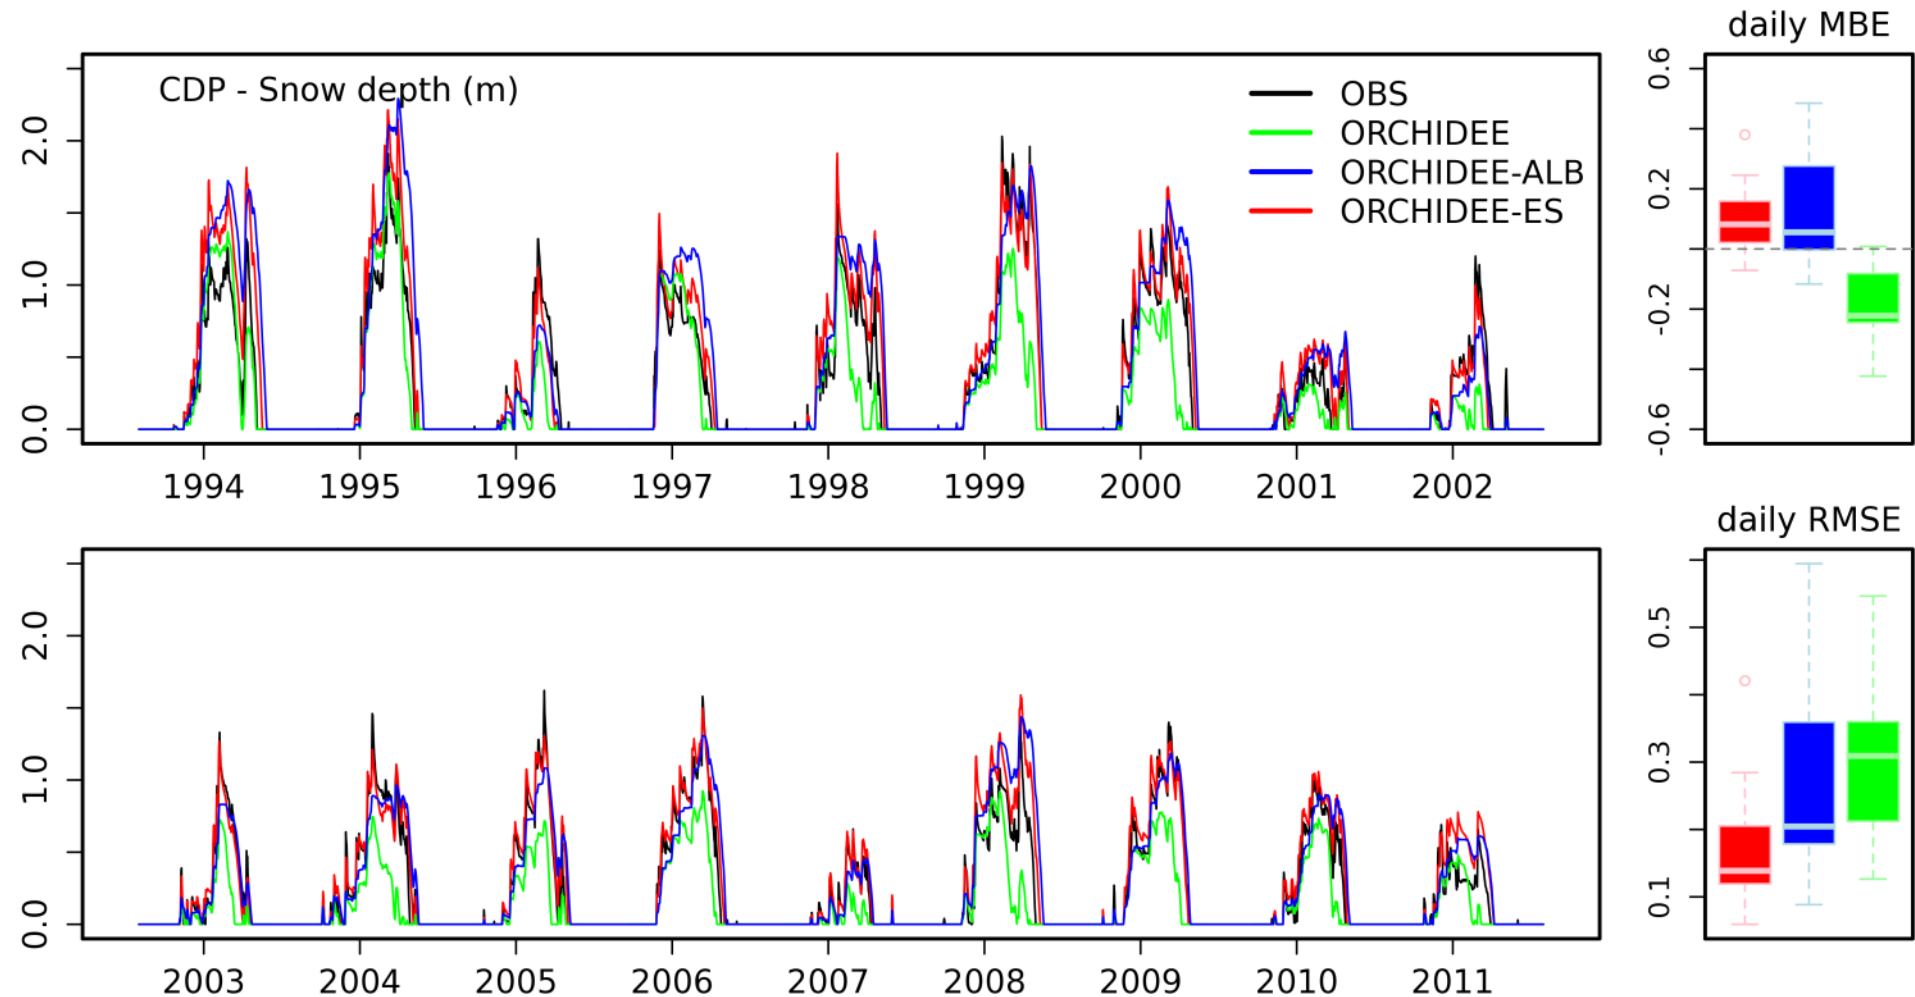 daily MBE
CDP - Snow depth (m)
OBS
ORCHIDEE
ORCHIDEE-ALB
ORCHIDEE-ES
2.0
1.0
0.0
1994 1995 1996 1997 1998 1999 2000 2001 2002
0.6
0.2
-0.2
-0.6
daily RMSE
2.0
1.0
0.0
2003 2004 2005 2006 2007 2008 2009 2010 2011
0.5
0.3
0.1